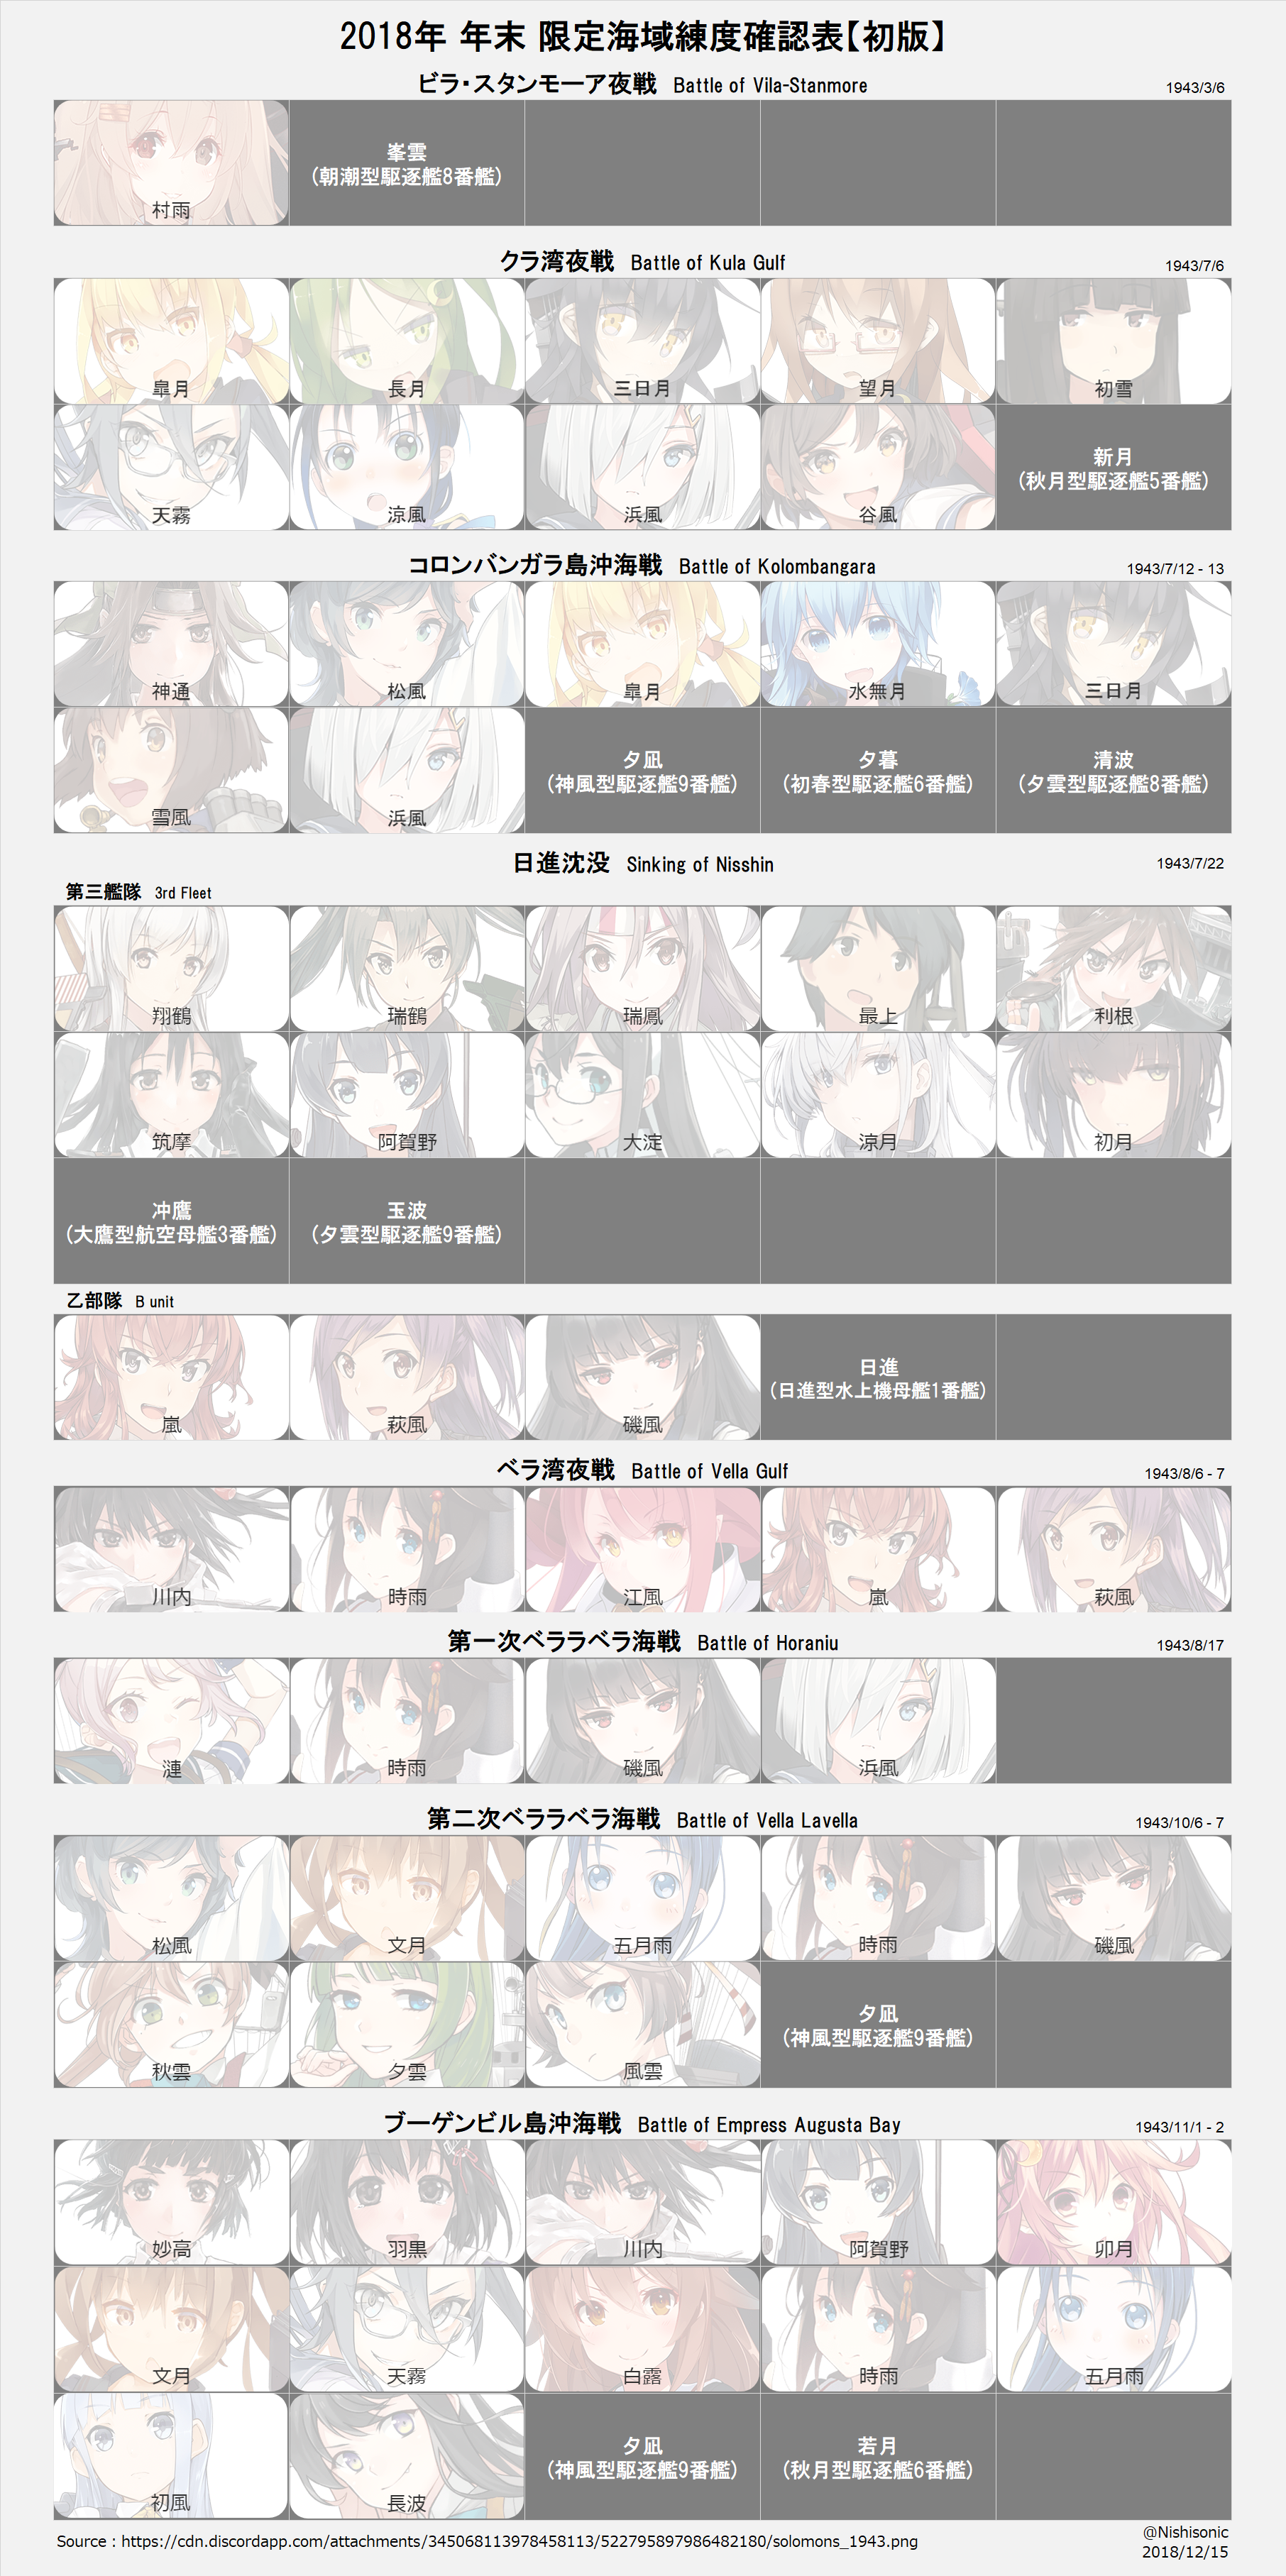 2018年 年末 限定海域練度確認表【初版】
ビラ・スタンモーア夜戦 Battle of Vila-Stanmore 1943/3/6
村雨
峯雲
(朝潮型駆逐艦8番艦)
クラ湾夜戦 Battle of Kula Gulf 1943/7/6
皐月 長月 三日月 望月 初雪
天霧 涼風 浜風 谷風
新月
(秋月型駆逐艦5番艦)
コロンバンガラ島沖海戦 Battle of Kolombangara 1943/7/12 - 13
神通 松風 皐月 水無月 三日月
雪風 浜風
夕凪
(神風型駆逐艦9番艦)
夕暮
(初春型駆逐艦6番艦)
清波
(夕雲型駆逐艦8番艦)
日進沈没 Sinking of Nisshin 1943/7/22
第三艦隊 3rd Fleet
翔鶴 瑞鶴 瑞鳳 最上 利根
筑摩 阿賀野 大淀 涼月 初月
冲鷹
(大鷹型航空母艦3番艦)
玉波
(夕雲型駆逐艦9番艦)
乙部隊 B unit
嵐 萩風 磯風
日進
(日進型水上機母艦1番艦)
ベラ湾夜戦 Battle of Vella Gulf 1943/8/6 - 7
川内 時雨 江風 嵐 萩風
第一次ベララベラ海戦 Battle of Horaniu 1943/8/17
漣 時雨 磯風 浜風
第二次ベララベラ海戦 Battle of Vella Lavella 1943/10/6 - 7
松風 文月 五月雨 時雨 磯風
秋雲 夕雲 風雲
夕凪
(神風型駆逐艦9番艦)
ブーゲンビル島沖海戦 Battle of Empress Augusta Bay 1943/11/1 - 2
妙高 羽黒 川内 阿賀野 卯月
文月 天霧 白露 時雨 五月雨
初風 長波
夕凪
(神風型駆逐艦9番艦)
若月
(秋月型駆逐艦6番艦)
Source : https://cdn.discordapp.com/attachments/345068113978458113/522795897986482180/solomons_1943.png
@Nishisonic
2018/12/15